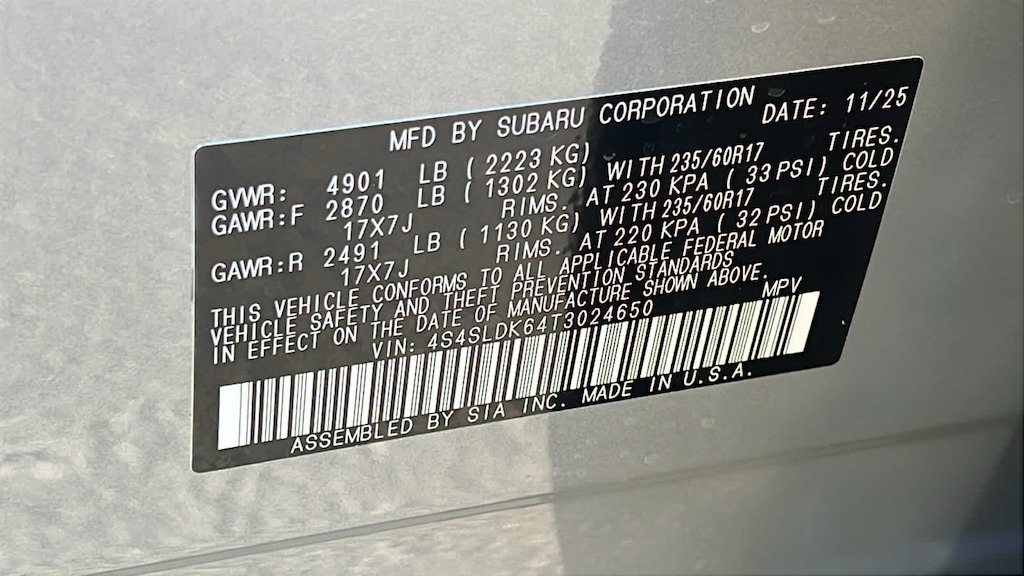 MFD BY SUBARU CORPORATION DATE: 11/25
GVWR: 4901 LB ( 2223 KG)
GAWR:F 2870 LB ( 1302 KG) WITH 235/60R17 TIRES.
17X7J RIMS. AT 230 KPA ( 33 PSI) COLD
GAWR:R 2491 LB ( 1130 KG) WITH 235/60R17 TIRES.
17X7J RIMS. AT 220 KPA ( 32 PSI) COLD
THIS VEHICLE CONFORMS TO ALL APPLICABLE FEDERAL MOTOR
VEHICLE SAFETY AND THEFT PREVENTION STANDARDS
IN EFFECT ON THE DATE OF MANUFACTURE SHOWN ABOVE.
VIN: 4S4SLDK64T3024650 MPV
ASSEMBLED BY SIA INC. MADE IN U.S.A.